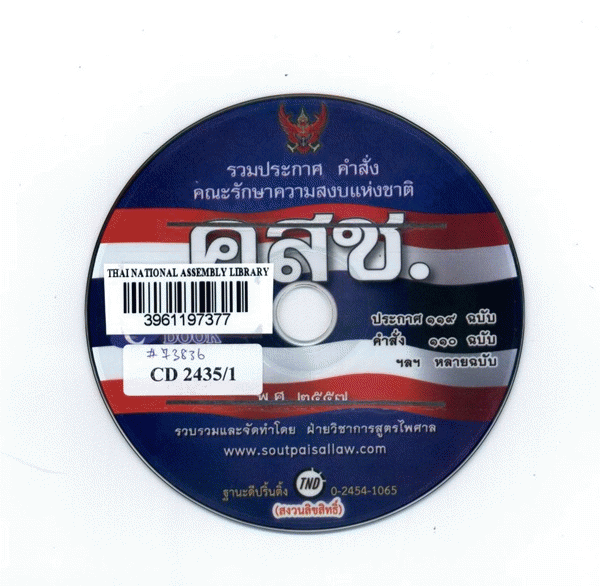 รวมประกาศ คำสั่ง
คณะรักษาความสงบแห่งชาติ
คสช.
THAI NATIONAL ASSEMBLY LIBRARY
3961197377
BOOK
#73836
CD 2435/1
ประกาศ ๑๑๙ ฉบับ
คำสั่ง ๑๑๐ ฉบับ
ฯลฯ หลายฉบับ
พ.ศ. ๒๕๕๗
รวบรวมและจัดทำโดย ฝ่ายวิชาการสูตรไพศาล
www.soutpaisallaw.com
ฐานะดีปริ้นติ้ง TND 0-2454-1065
(สงวนลิขสิทธิ์)